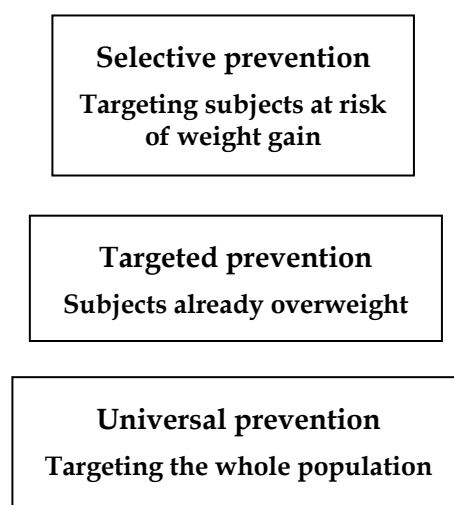 Selective prevention
Targeting subjects at risk
of weight gain
Targeted prevention
Subjects already overweight
Universal prevention
Targeting the whole population